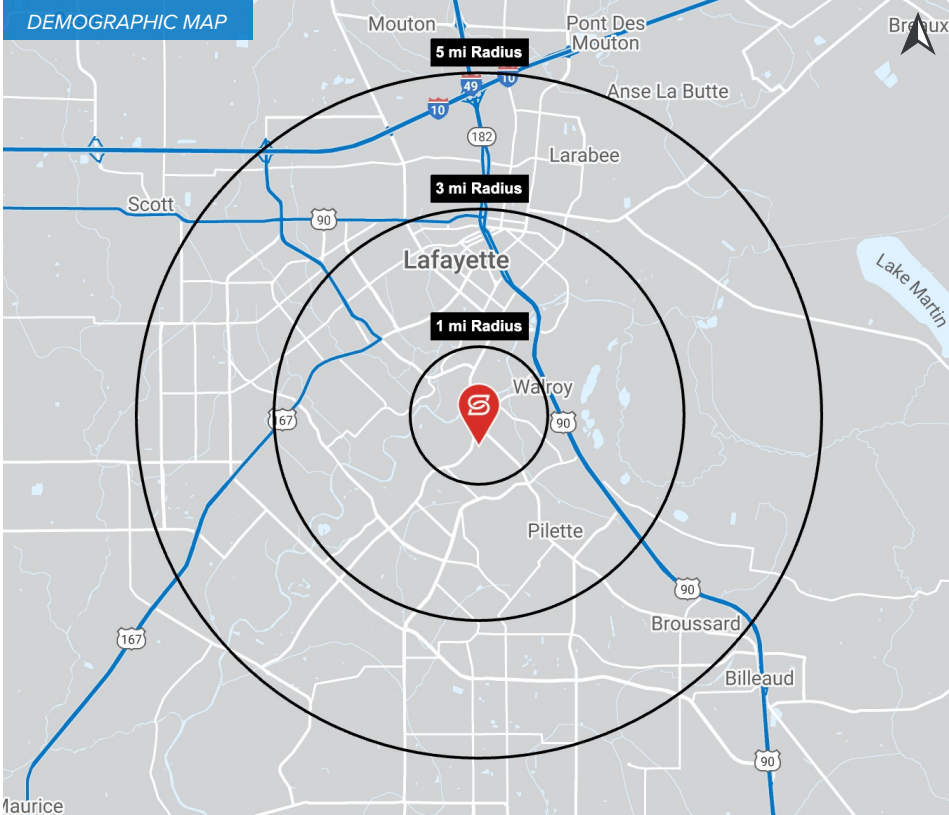 DEMOGRAPHIC MAP
Mouton
Pont Des
Mouton
Breaux
5 mi Radius
49
10
10
Anse La Butte
182
Larabee
3 mi Radius
Scott
90
Lafayette
Lake Martin
1 mi Radius
Walroy
167
90
Pilette
90
Broussard
167
Billeaud
90
Maurice